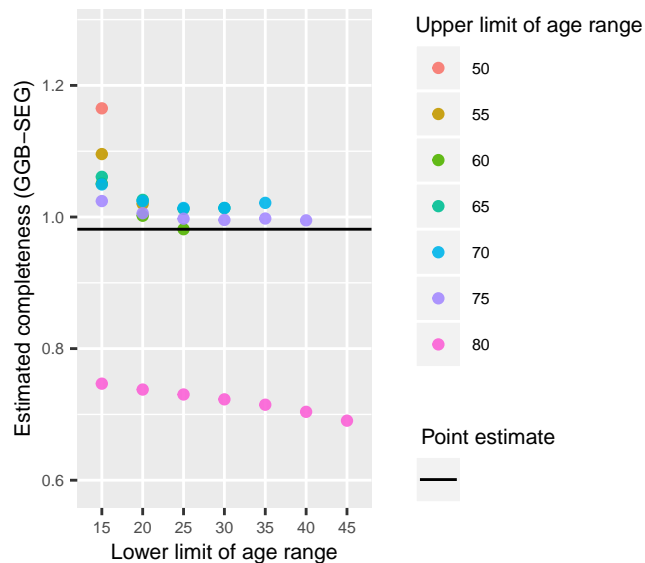 Estimated completeness (GGB−SEG)
1.2
1.0
0.8
0.6
15 20 25 30 35 40 45
Lower limit of age range
Upper limit of age range
50
55
60
65
70
75
80
Point estimate